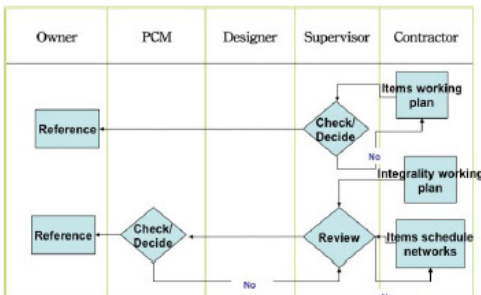 Owner PCM Designer Supervisor Contractor
Items working
plan
Check/
Decide
Reference
No
Integrality working
plan
Reference
Check/
Decide
Review
Items schedule
networks
No